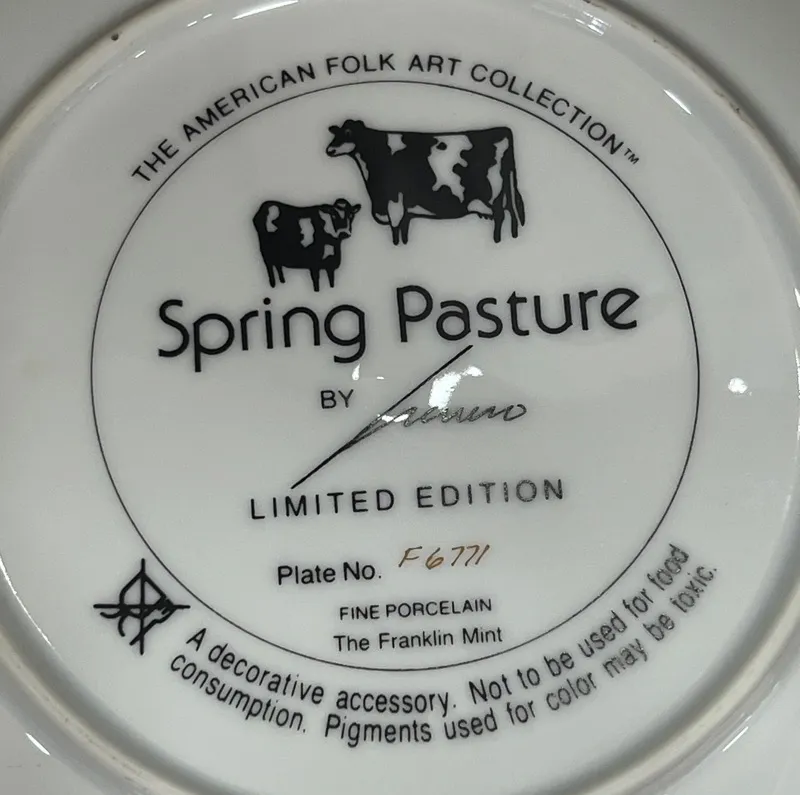 THE AMERICAN FOLK ART COLLECTION™
Spring Pasture
BY
LIMITED EDITION
Plate No. F6771
FINE PORCELAIN
The Franklin Mint
A decorative accessory. Not to be used for food
consumption. Pigments used for color may be toxic.